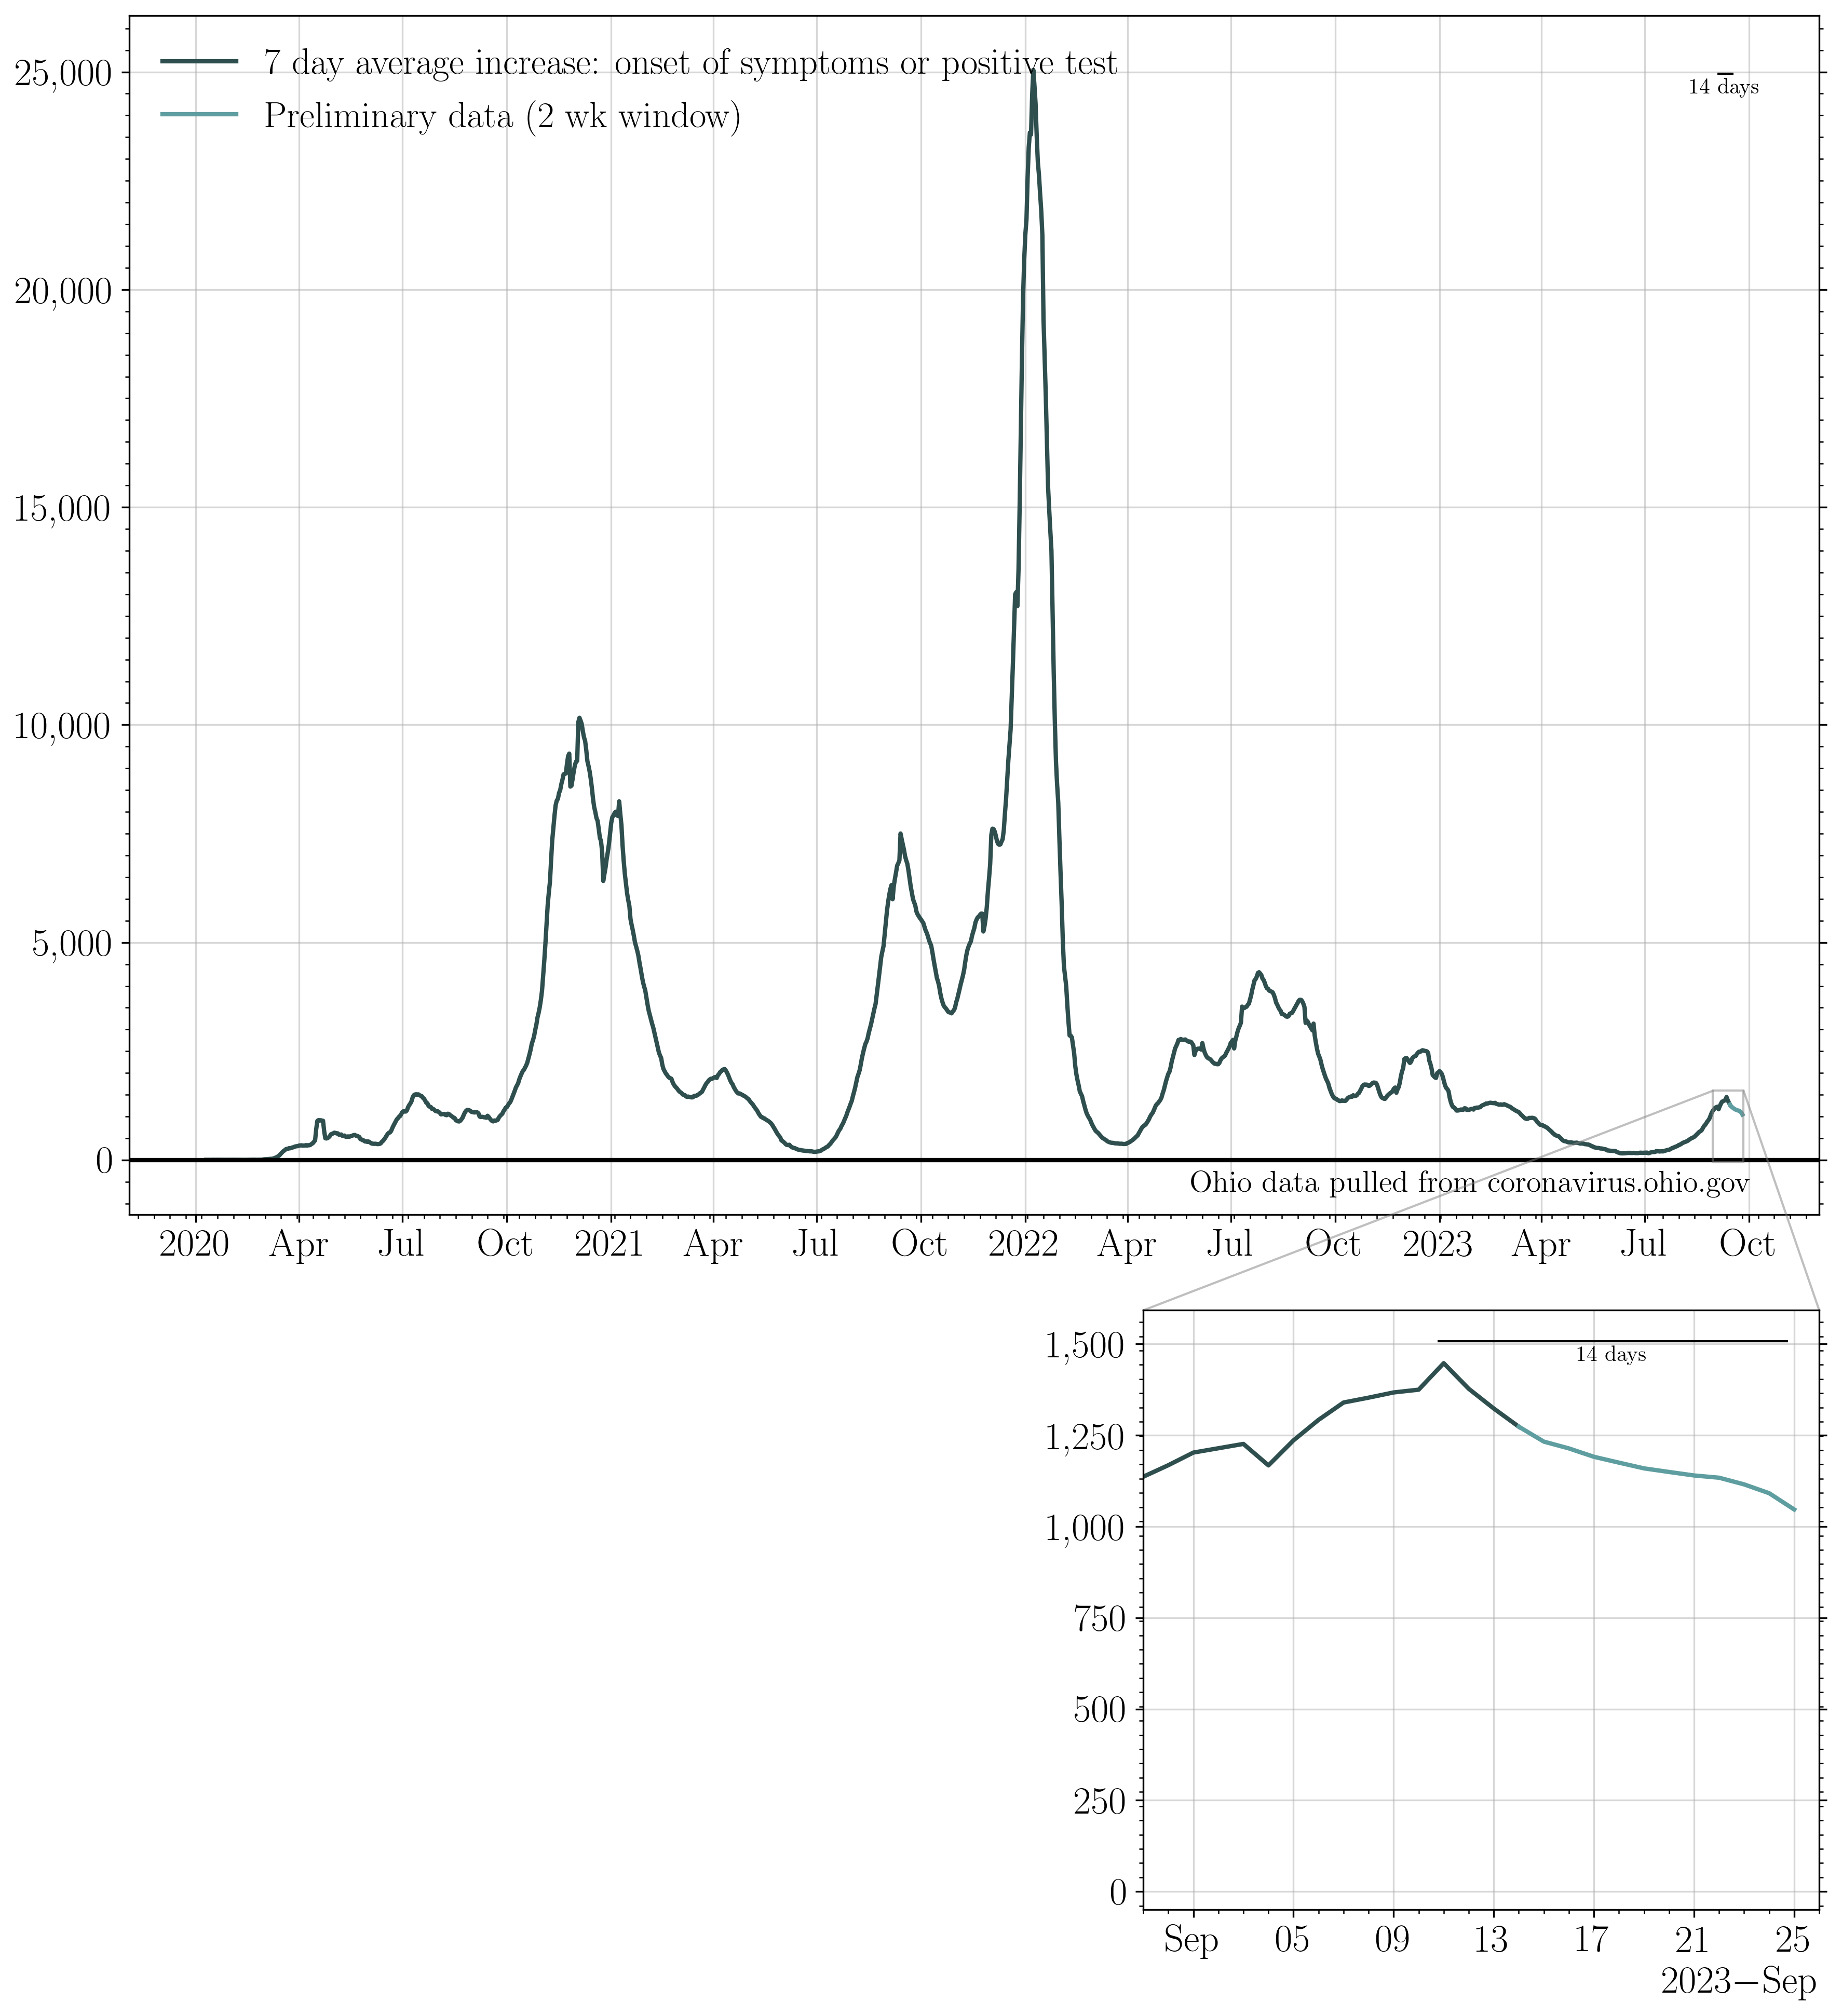 7 day average increase: onset of symptoms or positive test
Preliminary data (2 wk window)
14 days
25,000
20,000
15,000
10,000
5,000
0
Ohio data pulled from coronavirus.ohio.gov
2020 Apr Jul Oct 2021 Apr Jul Oct 2022 Apr Jul Oct 2023 Apr Jul Oct
1,500
14 days
1,250
1,000
750
500
250
0
Sep 05 09 13 17 21 25
2023−Sep